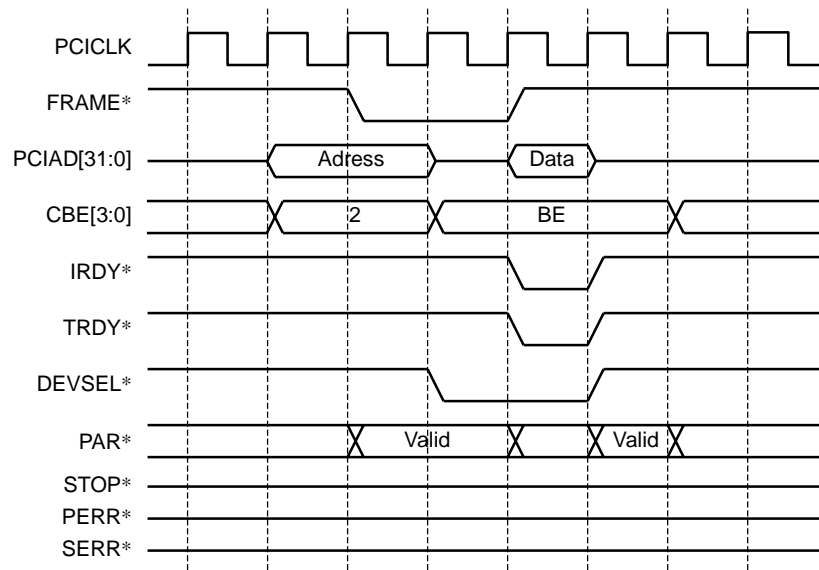 PCICLK
FRAME*
PCIAD[31:0] Adress Data
CBE[3:0] 2 BE
IRDY*
TRDY*
DEVSEL*
PAR* Valid Valid
STOP*
PERR*
SERR*